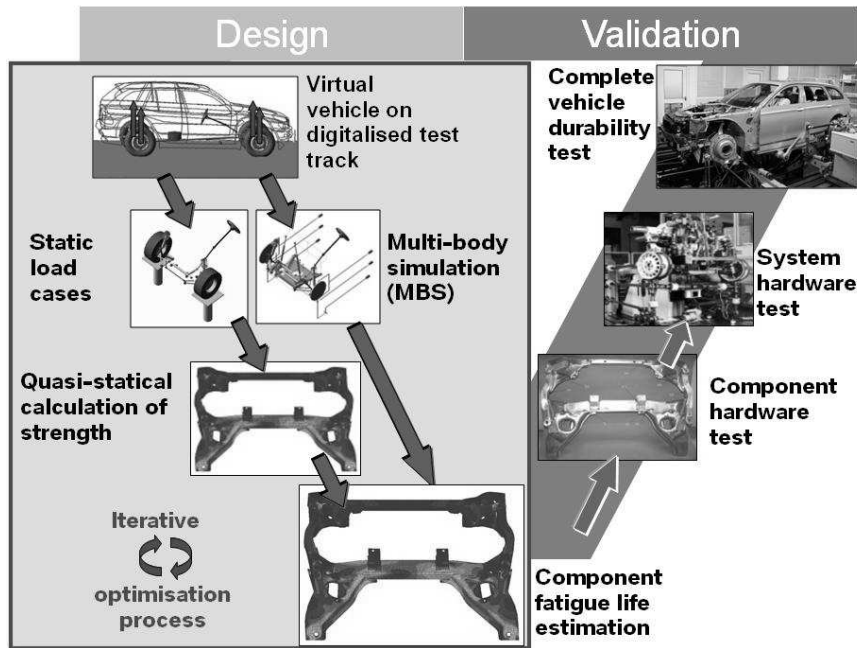 Design
Validation
Virtual
vehicle on
digitalised test
track
Complete
vehicle
durability
test
Static
load
cases
Multi-body
simulation
(MBS)
System
hardware
test
Quasi-statical
calculation of
strength
Component
hardware
test
Iterative
optimisation
process
Component
fatigue life
estimation